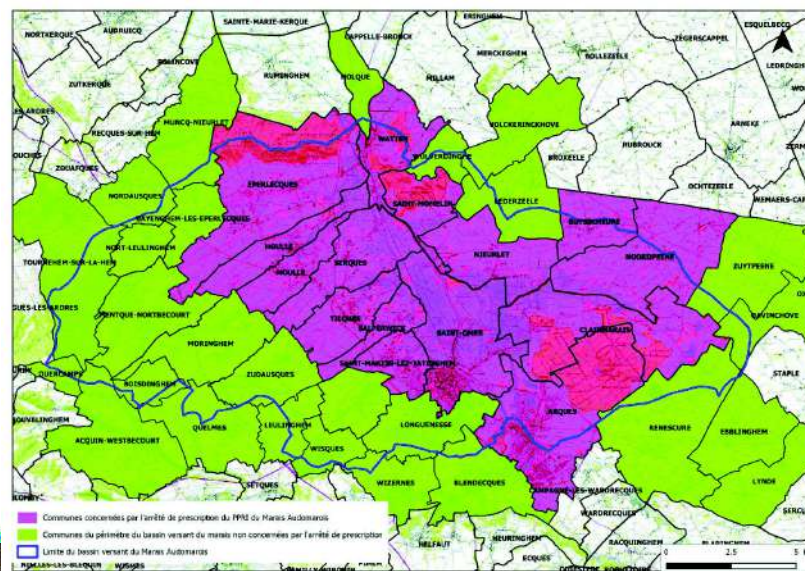 SAINTE-MARIE-KERQUE
ERINGHEM
ESQUELBECQ
NORTKERQUE
AUDRUICQ
CAPPELLE-BROUCK
ZEGERSCAPPEL
MERCKEGHEM
BOLLEZEELE
LEDRINGHEM
POLINCOVE
RUMINGHEM
HOLQUE
MILLAM
ZUTKERQUE
MUNCQ-NIEURLET
VOLCKERINCKHOVE
ARNEKE
RECQUES-SUR-HEM
WATTEN
WULVERDINGHE
RUBROUCK
ZOUAFQUES
BROXEELE
EPERLECQUES
OCHTEZEELE
NORDAUSQUES
SAINT-MOMELIN
LEDERZEELE
WEMAERS-CAPPEL
BAYENGHEM-LES-EPERLECQUES
BUYSSCHEURE
NORT-LEULINGHEM
HOULLE
SERQUES
NIEURLET
NOORDPEENE
TOURNEHEM-SUR-LA-HEM
MOULLE
ZUYTPEENE
MENTQUE-NORTBECOURT
BAVINCHOVE
TILQUES
SALPERWICK
SAINT-OMER
CLAIRMARAIS
MORINGHEM
SAINT-MARTIN-LEZ-TATINGHEM
STAPLE
QUERCAMPS
BOISDINGHEM
ZUDAUSQUES
ARQUES
BOUVELINGHEM
LONGUENESSE
RENESCURE
QUELMES
LEULINGHEM
EBBLINGHEM
ACQUIN-WESTBECOURT
WISQUES
LYNDE
SETQUES
WIZERNES
BLENDECQUES
CAMPAGNE-LES-WARDRECQUES
WARDRECQUES
Communes concernées par l'arrêté de prescription du PPRI du Marais Audomarois
Communes du périmètre du bassin versant du marais non concernées par l'arrêté de prescription
Limite du bassin versant du Marais Audomarois
HELFAUT
HEURINGHEM
RACQUINGHEM
ECQUES
0 2.5 5